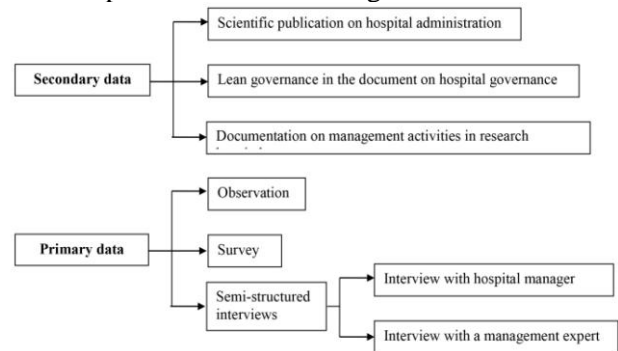 Scientific publication on hospital administration
Secondary data
Lean governance in the document on hospital governance
Documentation on management activities in research
Observation
Primary data
Survey
Semi-structured
interviews
Interview with hospital manager
Interview with a management expert